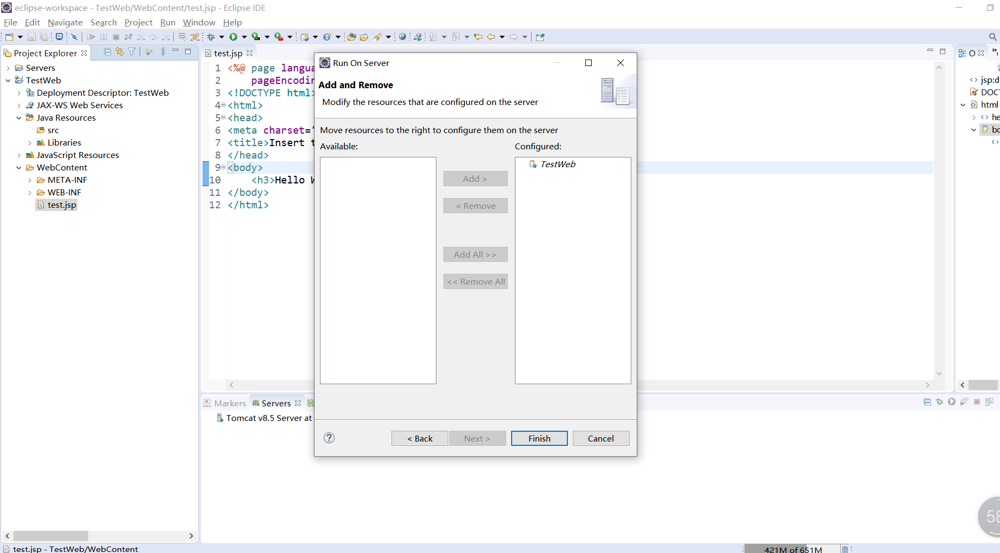 eclipse-workspace - TestWeb/WebContent/test.jsp - Eclipse IDE
File Edit Navigate Search Project Run Window Help
Project Explorer
Servers
TestWeb
Deployment Descriptor: TestWeb
JAX-WS Web Services
Java Resources
src
Libraries
JavaScript Resources
WebContent
META-INF
WEB-INF
test.jsp
test.jsp
1 <%@ page langua
2 pageEncodin
3 <!DOCTYPE html>
4 <html>
5 <head>
6 <meta charset="
7 <title>Insert t
8 </head>
9 <body>
10 <h3>Hello W
11 </body>
12 </html>
Run On Server
Add and Remove
Modify the resources that are configured on the server
Move resources to the right to configure them on the server
Available:
Configured:
TestWeb
Add >
< Remove
Add All >>
<< Remove All
< Back
Next >
Finish
Cancel
O
jsp:d
DOC
html
he
bo
Markers
Servers
Tomcat v8.5 Server at
58
test.jsp - TestWeb/WebContent
421M of 651M